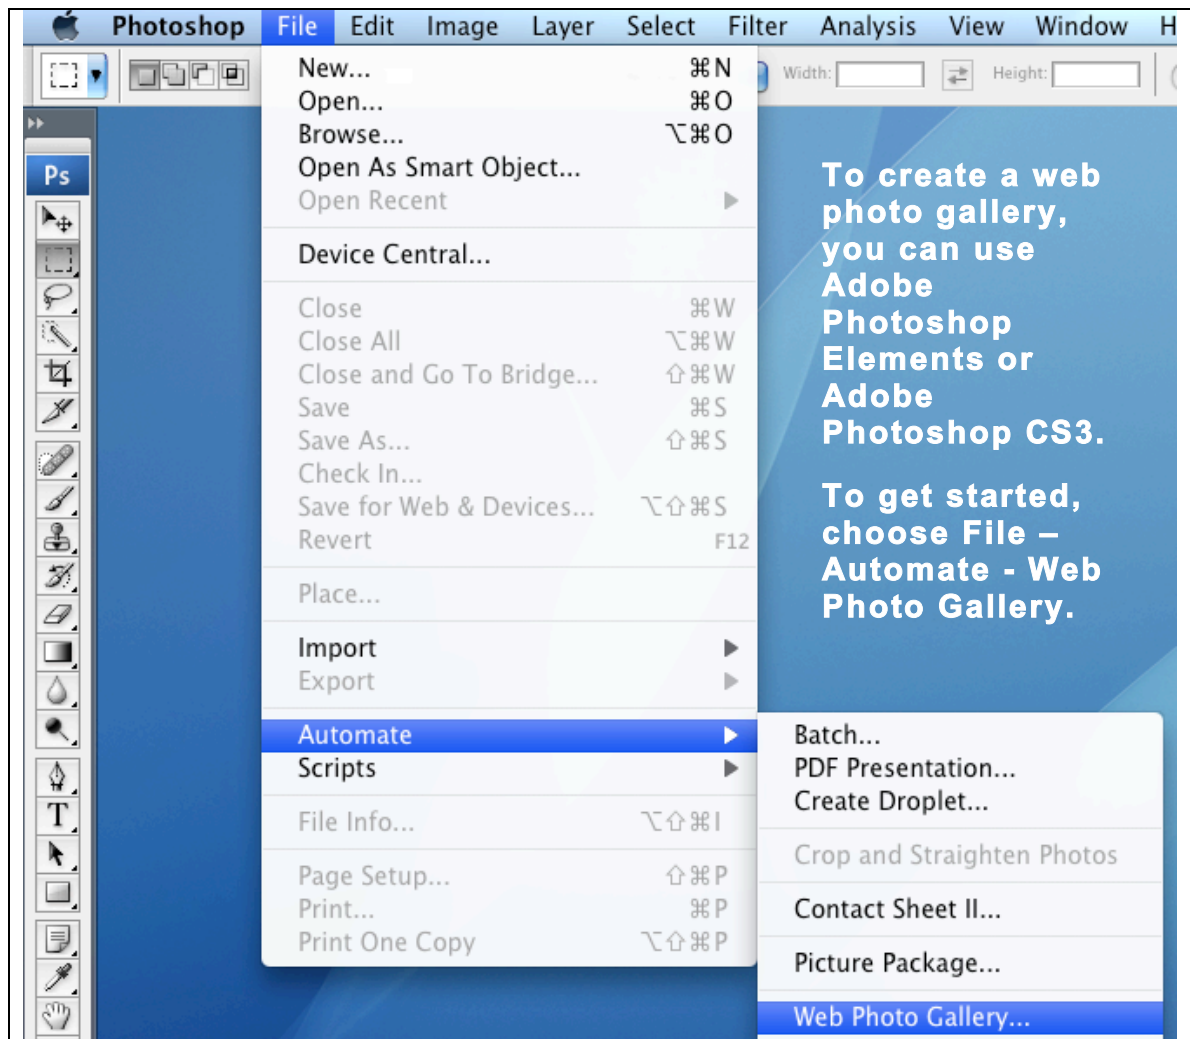 Photoshop File Edit Image Layer Select Filter Analysis View Window H
Width: Height:
Ps
New... ⌘N
Open... ⌘O
Browse... ⌥⌘O
Open As Smart Object...
Open Recent
Device Central...
Close ⌘W
Close All ⌥⌘W
Close and Go To Bridge... ⇧⌘W
Save ⌘S
Save As... ⇧⌘S
Check In...
Save for Web & Devices... ⌥⇧⌘S
Revert F12
Place...
Import
Export
Automate
Scripts
File Info... ⌥⇧⌘I
Page Setup... ⇧⌘P
Print... ⌘P
Print One Copy ⌥⇧⌘P
To create a web
photo gallery,
you can use
Adobe
Photoshop
Elements or
Adobe
Photoshop CS3.
To get started,
choose File –
Automate - Web
Photo Gallery.
Batch...
PDF Presentation...
Create Droplet...
Crop and Straighten Photos
Contact Sheet II...
Picture Package...
Web Photo Gallery...
T